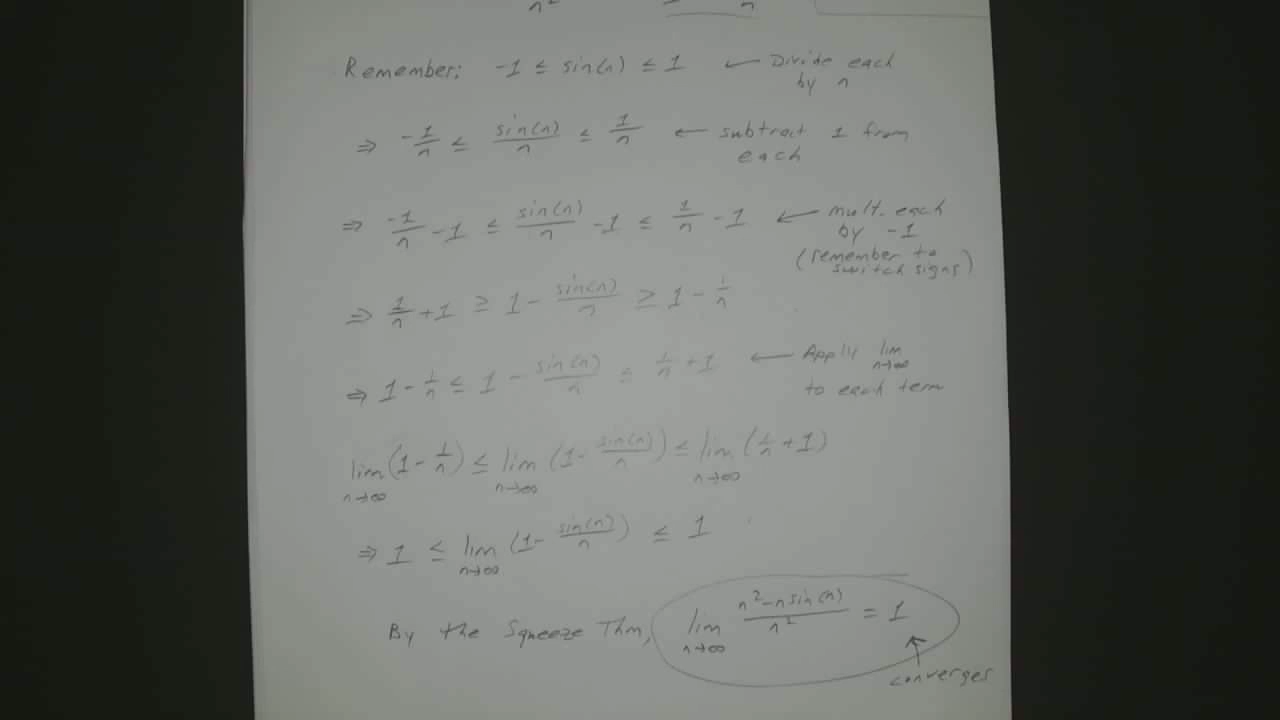 n² n
Remember: -1 ≤ sin(n) ≤ 1 ← Divide each by n
⇒ -1/n ≤ sin(n)/n ≤ 1/n ← subtract 1 from each
⇒ -1/n -1 ≤ sin(n)/n -1 ≤ 1/n -1 ← mult. each by -1
(remember to switch signs)
⇒ 1/n +1 ≥ 1 - sin(n)/n ≥ 1 - 1/n
⇒ 1 - 1/n ≤ 1 - sin(n)/n ≤ 1/n +1 ← Apply lim n→∞ to each term
lim n→∞ (1 - 1/n) ≤ lim n→∞ (1 - sin(n)/n) ≤ lim n→∞ (1/n +1)
⇒ 1 ≤ lim n→∞ (1 - sin(n)/n) ≤ 1
By the Squeeze Thm, lim n→∞ n²-nsin(n)/n² = 1
↑ converges